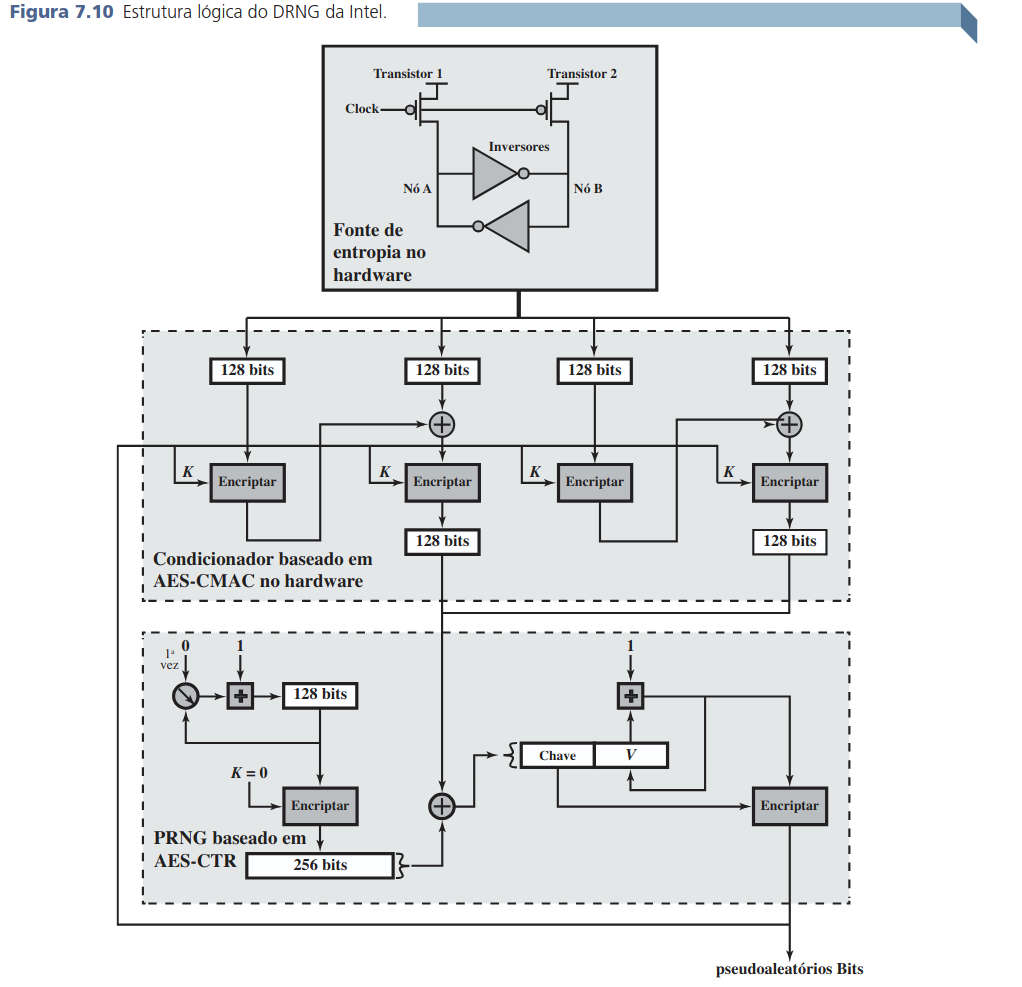 Figura 7.10 Estrutura lógica do DRNG da Intel.
Transistor 1
Transistor 2
Clock
Inversores
Nó A
Nó B
Fonte de
entropia no
hardware
128 bits
128 bits
128 bits
128 bits
K
K
K
K
Encriptar
Encriptar
Encriptar
Encriptar
128 bits
128 bits
Condicionador baseado em
AES-CMAC no hardware
1ª
vez
0
1
1
128 bits
Chave
V
K = 0
Encriptar
Encriptar
PRNG baseado em
AES-CTR
256 bits
pseudoaleatórios Bits